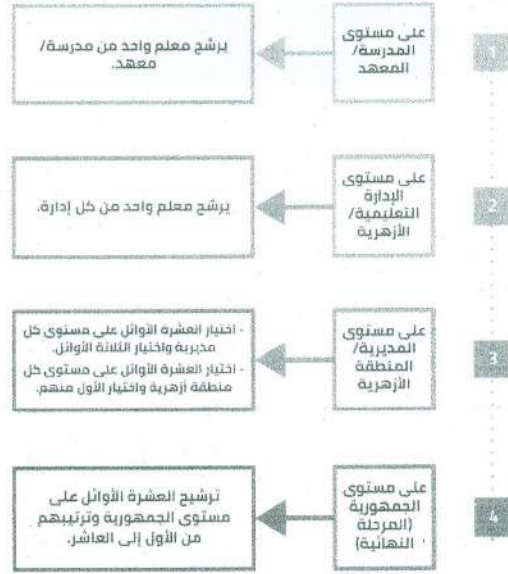 1
على مستوى
المدرسة/
المعهد
يرشح معلم واحد من مدرسة/
معهد.
2
على مستوى
الإدارة
التعليمية/
الأزهرية
يرشح معلم واحد من كل إدارة.
3
على مستوى
المديرية/
المنطقة
الأزهرية
- اختيار العشرة الأوائل على مستوى كل
مديرية واختيار الثلاثة الأوائل.
- اختيار العشرة الأوائل على مستوى كل
منطقة أزهرية واختيار الأول منهم.
4
على مستوى
الجمهورية
(المرحلة
النهائية)
ترشيح العشرة الأوائل على
مستوى الجمهورية وترتيبهم
من الأول إلى العاشر.